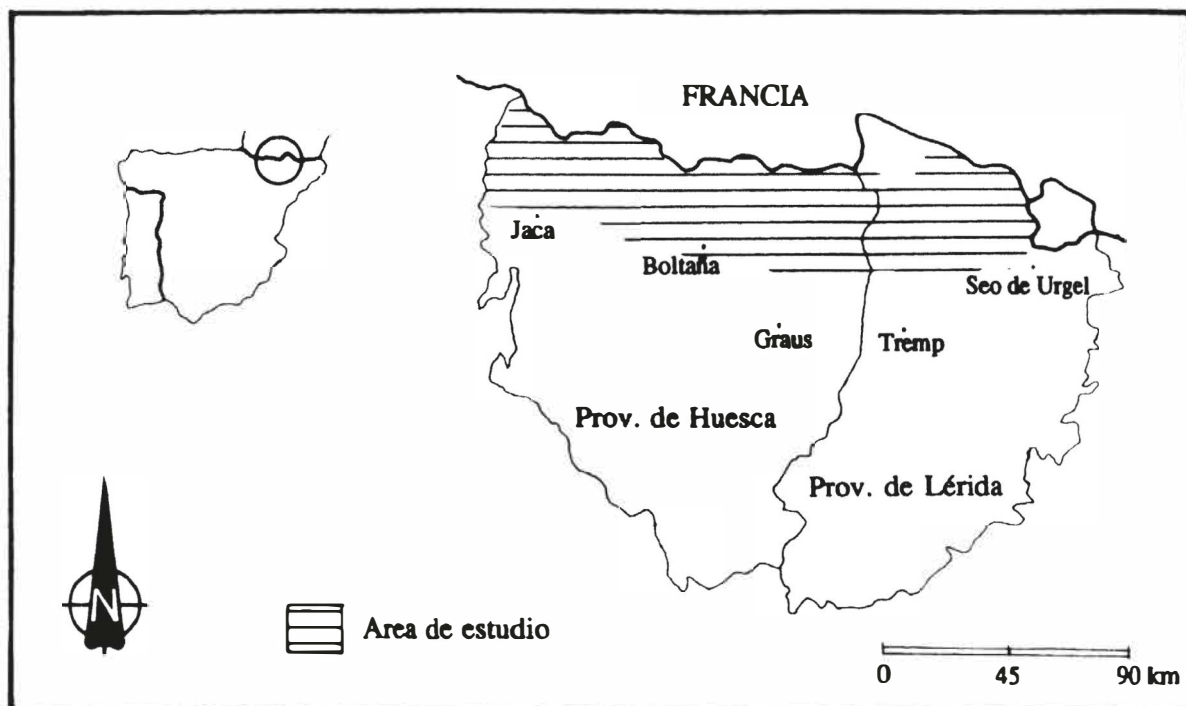 FRANCIA
Jaca
Boltaña
Seo de Urgel
Graus
Tremp
Prov. de Huesca
Prov. de Lérida
N
Area de estudio
0 45 90 km